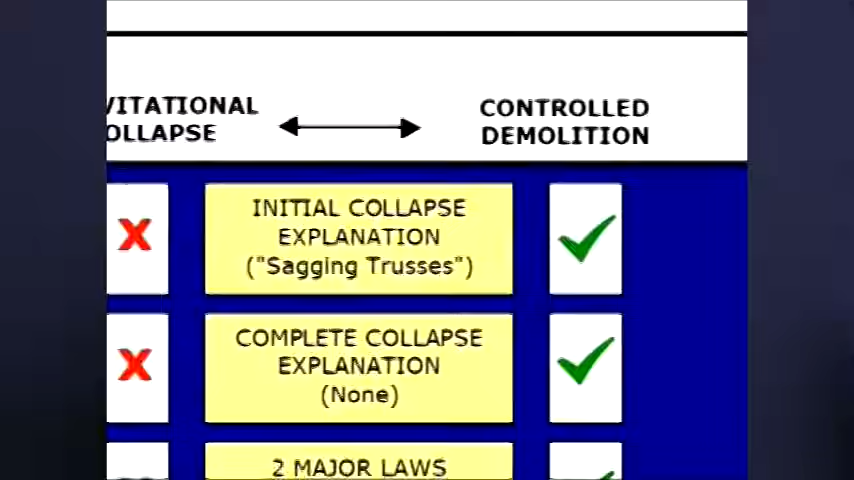 VITATIONAL
OLLAPSE
CONTROLLED
DEMOLITION
INITIAL COLLAPSE
EXPLANATION
("Sagging Trusses")
COMPLETE COLLAPSE
EXPLANATION
(None)
2 MAJOR LAWS